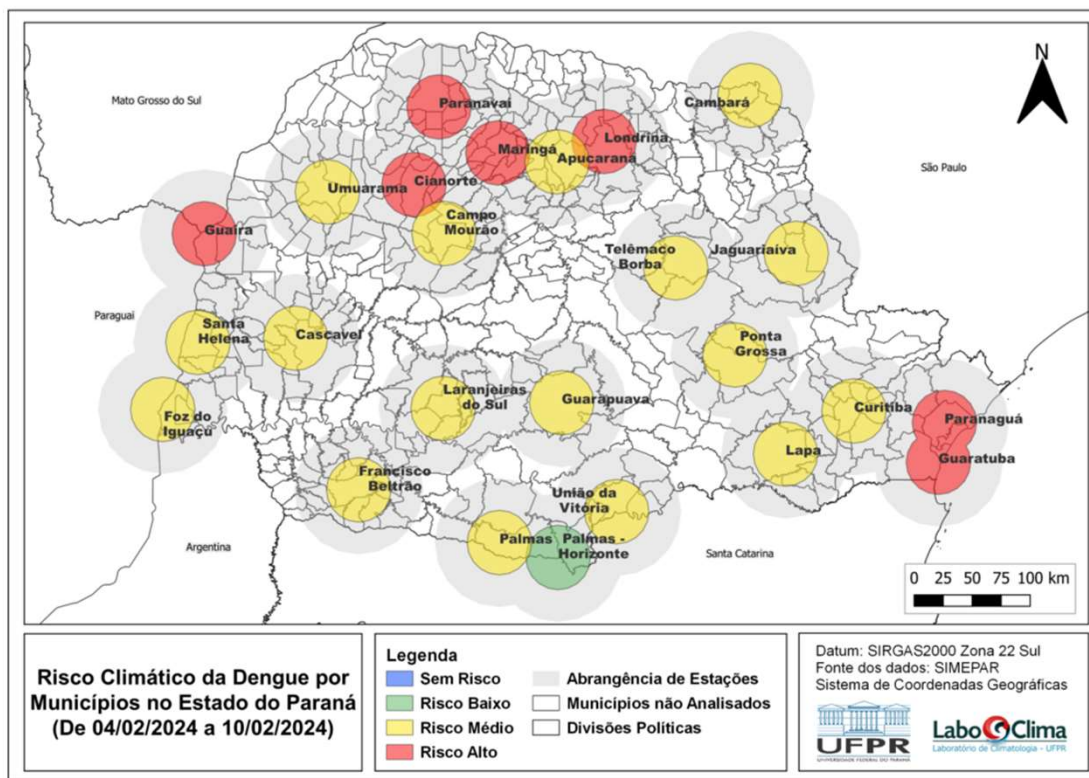 N
Mato Grosso do Sul
São Paulo
Paraguai
Argentina
Santa Catarina
Paranavaí
Cambará
Maringá
Londrina
Apucarana
Umuarama
Cianorte
Campo
Mourão
Guaíra
Telêmaco
Borba
Jaguariaíva
Santa
Helena
Cascavel
Ponta
Grossa
Foz do
Iguaçú
Laranjeiras
do Sul
Guarapuava
Curitiba
Paranaguá
Lapa
Guaratuba
Francisco
Beltrão
União da
Vitória
Palmas
Palmas -
Horizonte
0 25 50 75 100 km
Risco Climático da Dengue por
Municípios no Estado do Paraná
(De 04/02/2024 a 10/02/2024)
Legenda
Sem Risco
Risco Baixo
Risco Médio
Risco Alto
Abrangência de Estações
Municípios não Analisados
Divisões Políticas
Datum: SIRGAS2000 Zona 22 Sul
Fonte dos dados: SIMEPAR
Sistema de Coordenadas Geográficas
UFPR
UNIVERSIDADE FEDERAL DO PARANÁ
LaboClima
Laboratório de Climatologia - UFPR